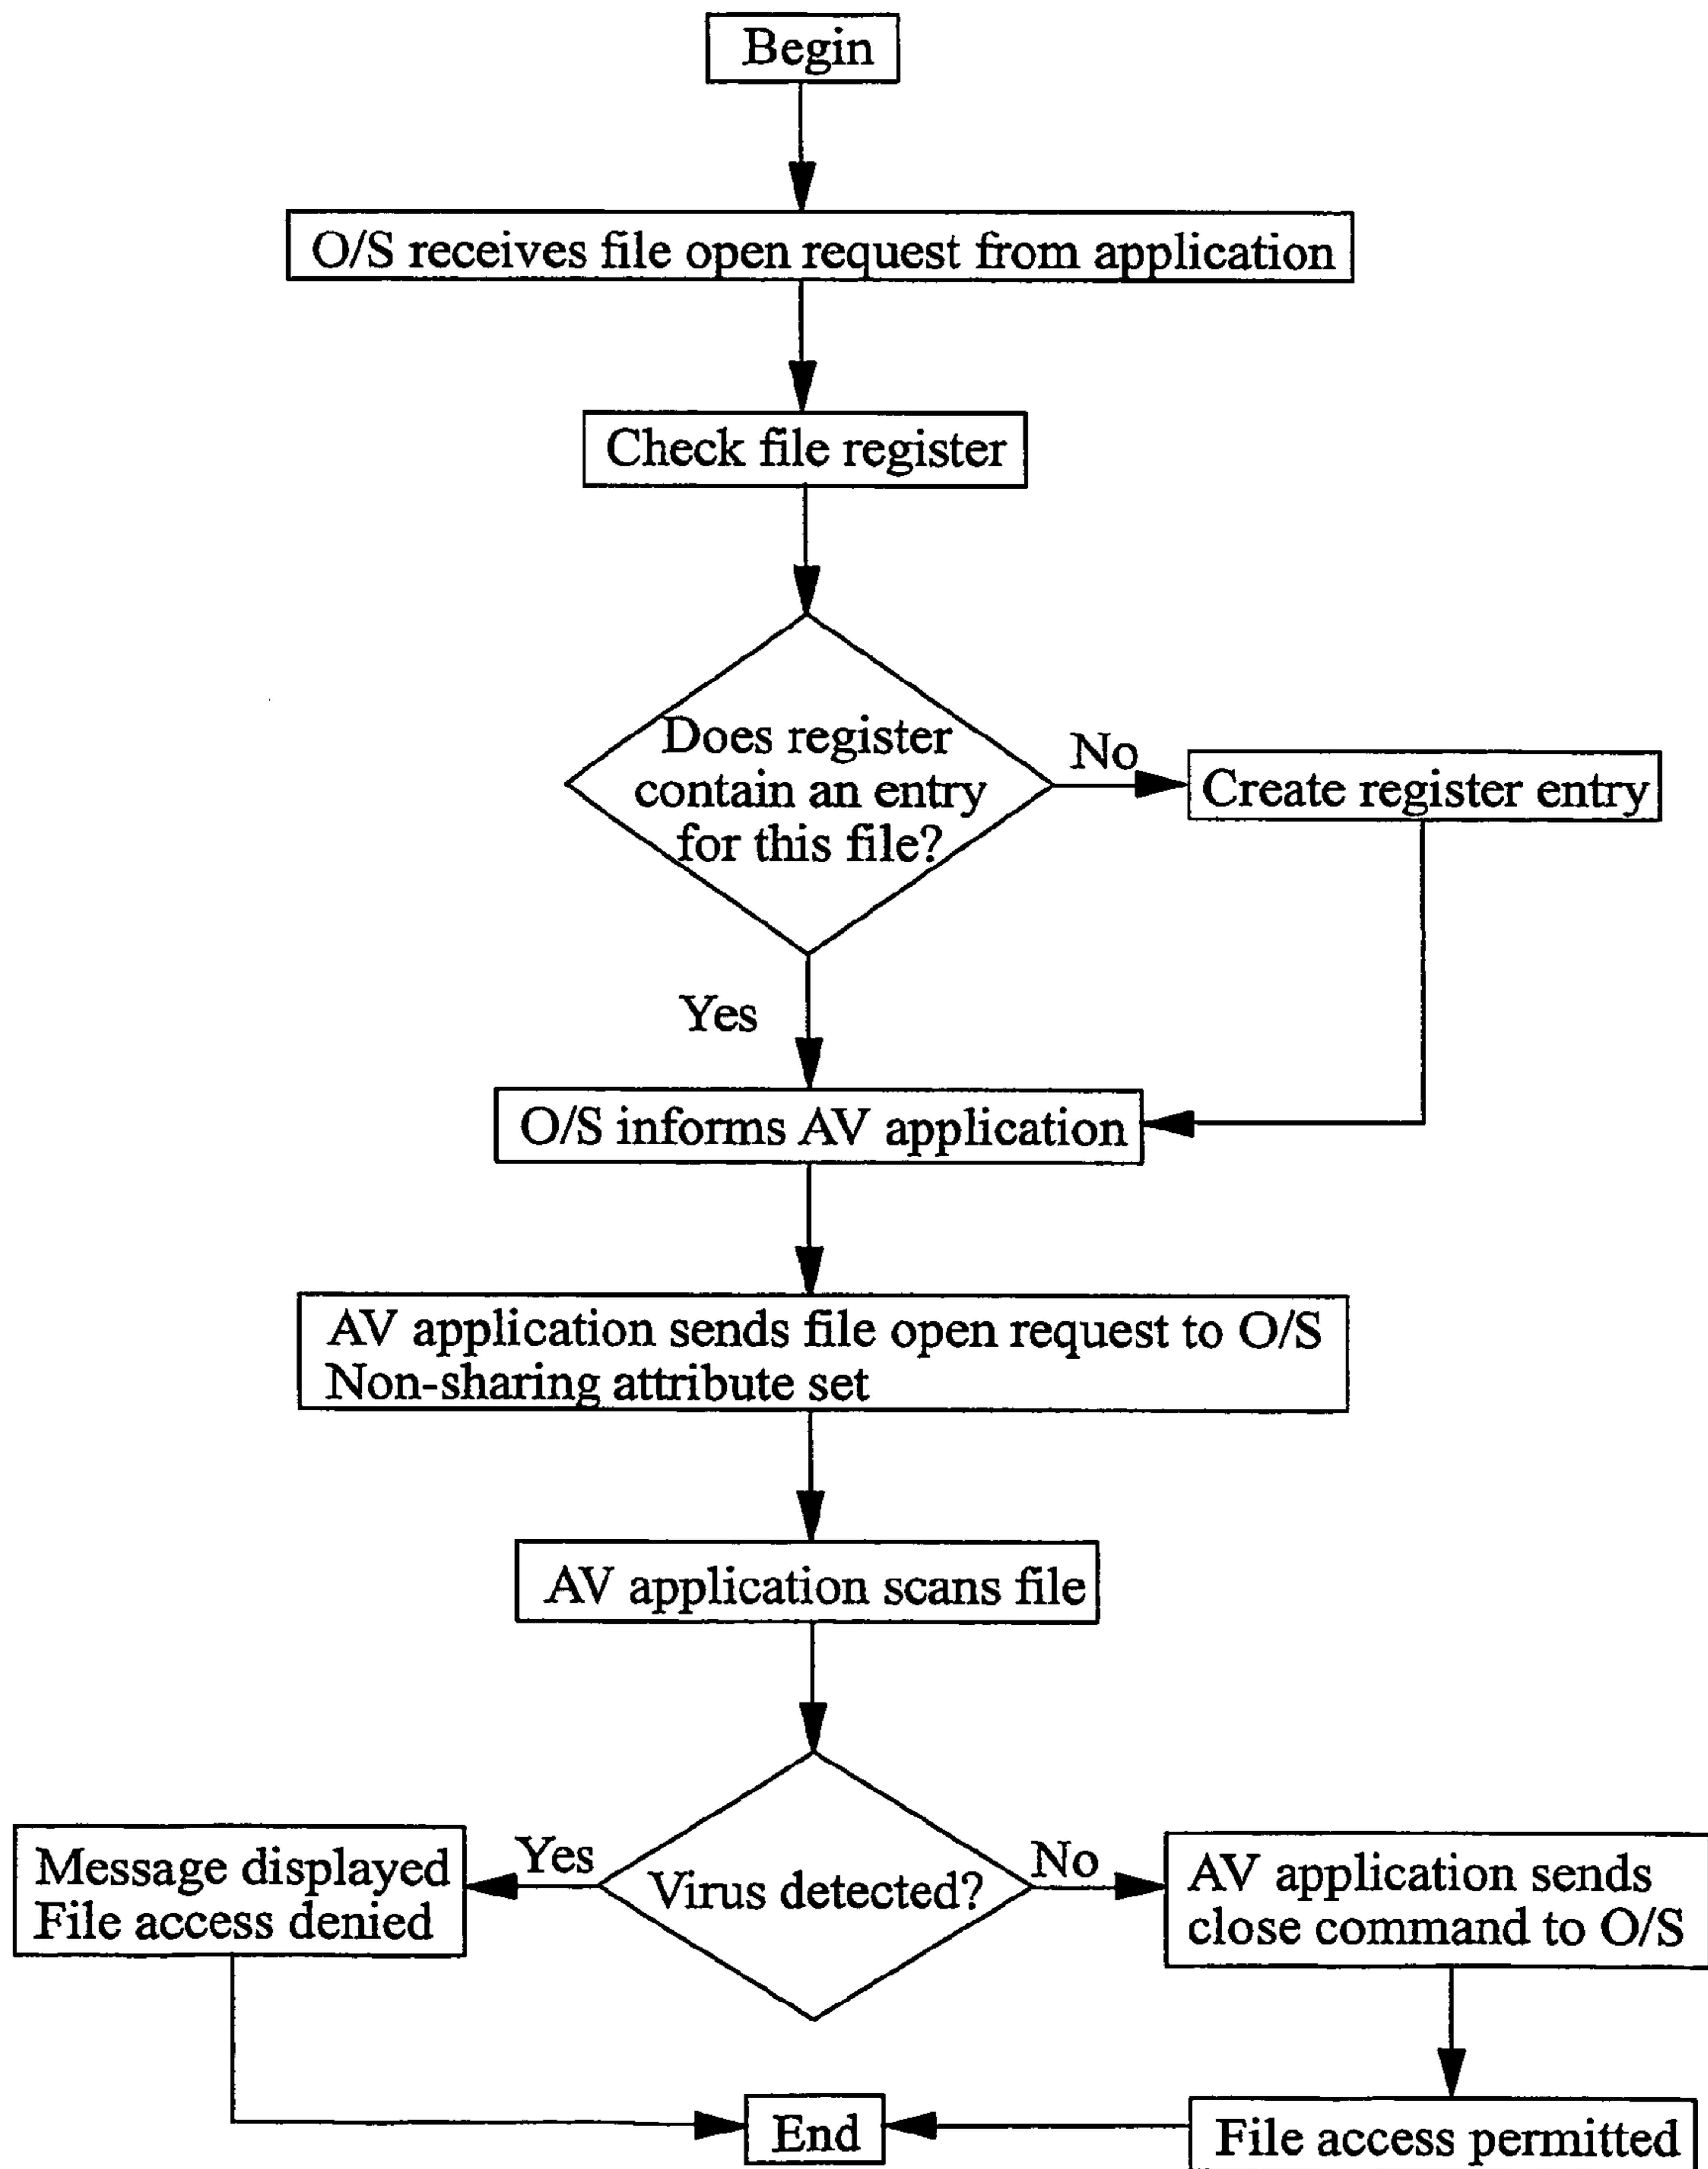 Begin
O/S receives file open request from application
Check file register
Does register
contain an entry
for this file?
No
Create register entry
Yes
O/S informs AV application
AV application sends file open request to O/S
Non-sharing attribute set
AV application scans file
Virus detected?
Yes
Message displayed
File access denied
No
AV application sends
close command to O/S
End
File access permitted